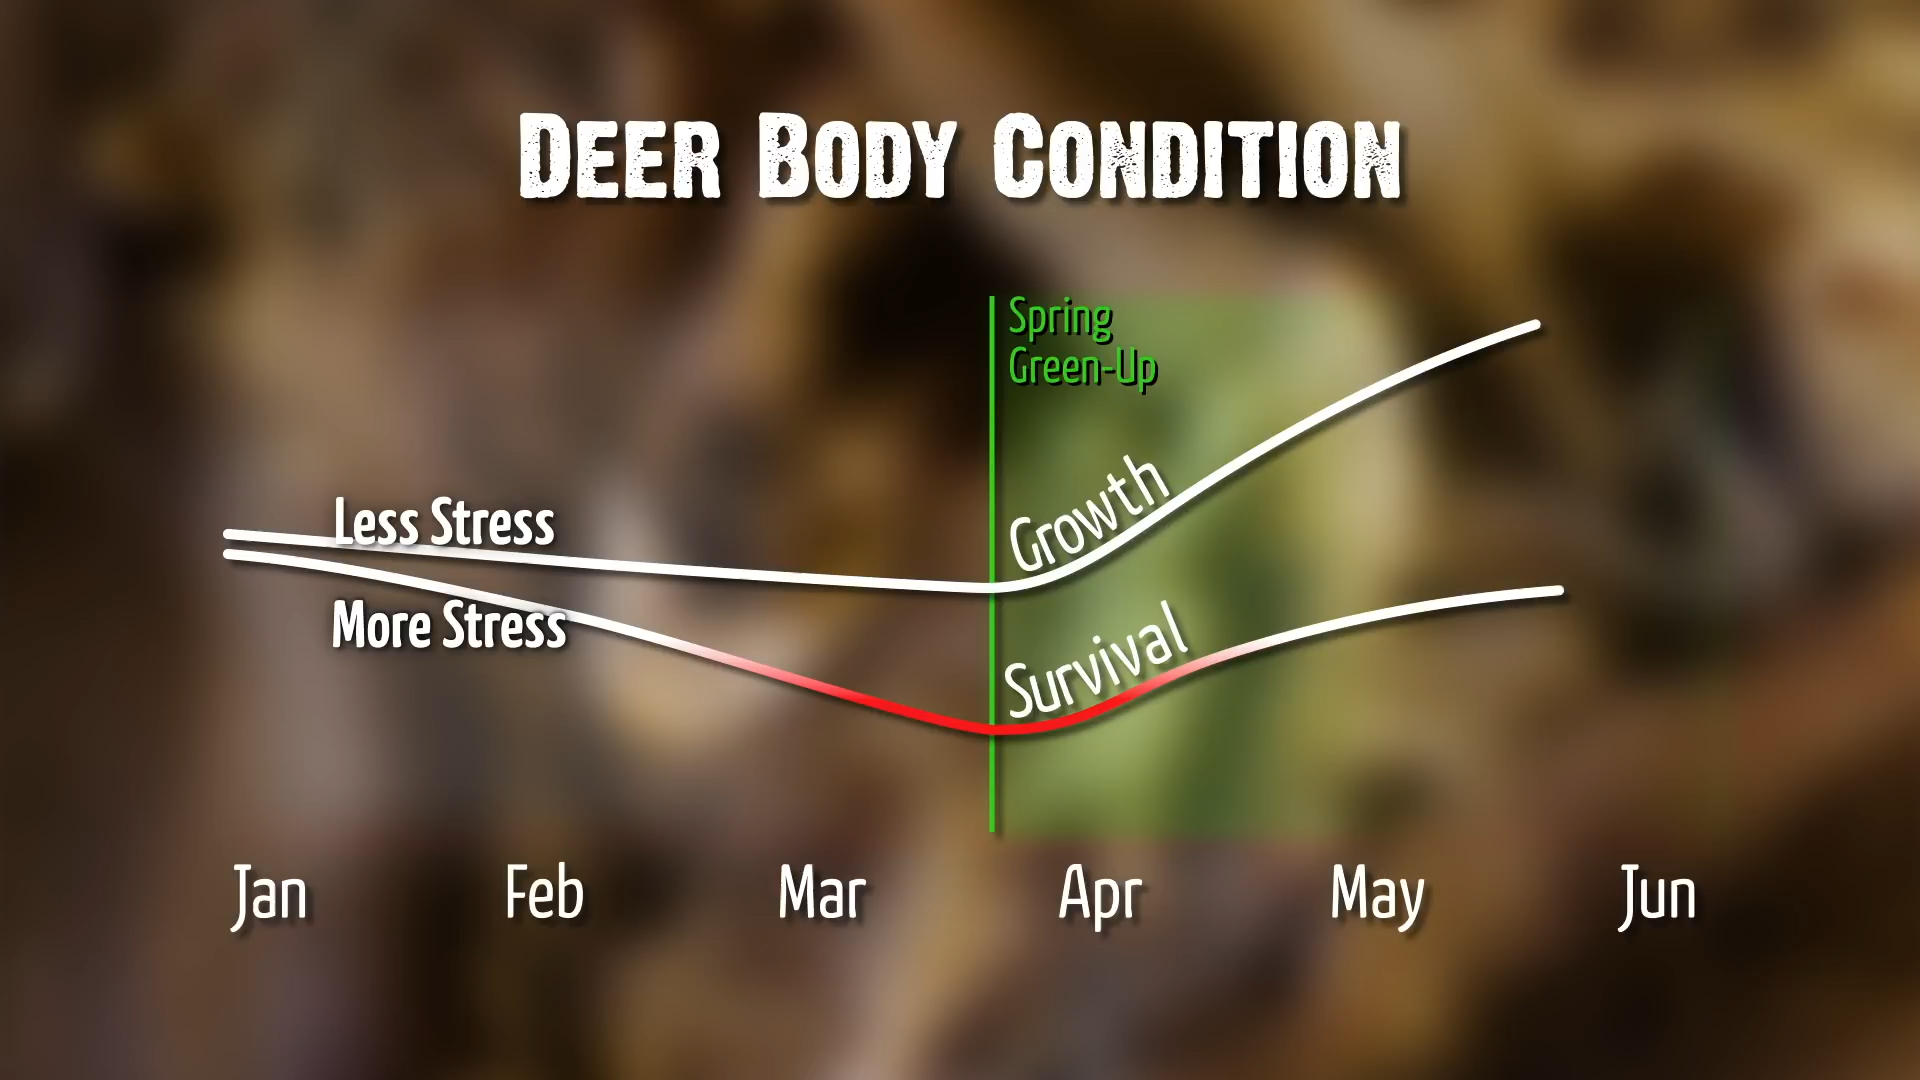 Deer Body Condition
Spring
Green-Up
Growth
Less Stress
More Stress
Survival
Jan Feb Mar Apr May Jun